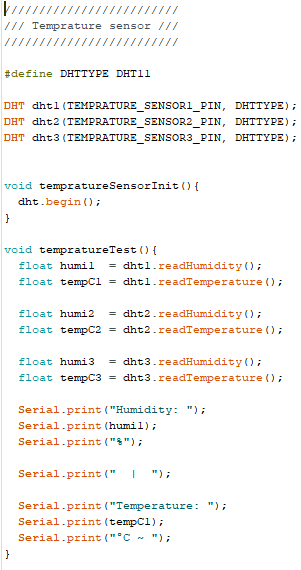 /////////////////////////
/// Temprature sensor ///
/////////////////////////
#define DHTTYPE DHT11
DHT dht1(TEMPRATURE_SENSOR1_PIN, DHTTYPE);
DHT dht2(TEMPRATURE_SENSOR2_PIN, DHTTYPE);
DHT dht3(TEMPRATURE_SENSOR3_PIN, DHTTYPE);
void tempratureSensorInit(){
  dht.begin();
}
void tempratureTest(){
  float humi1  = dht1.readHumidity();
  float tempC1 = dht1.readTemperature();
  float humi2  = dht2.readHumidity();
  float tempC2 = dht2.readTemperature();
  float humi3  = dht3.readHumidity();
  float tempC3 = dht3.readTemperature();
  Serial.print("Humidity: ");
  Serial.print(humi1);
  Serial.print("%");
  Serial.print("  |  ");
  Serial.print("Temperature: ");
  Serial.print(tempC1);
  Serial.print("°C ~ ");
}